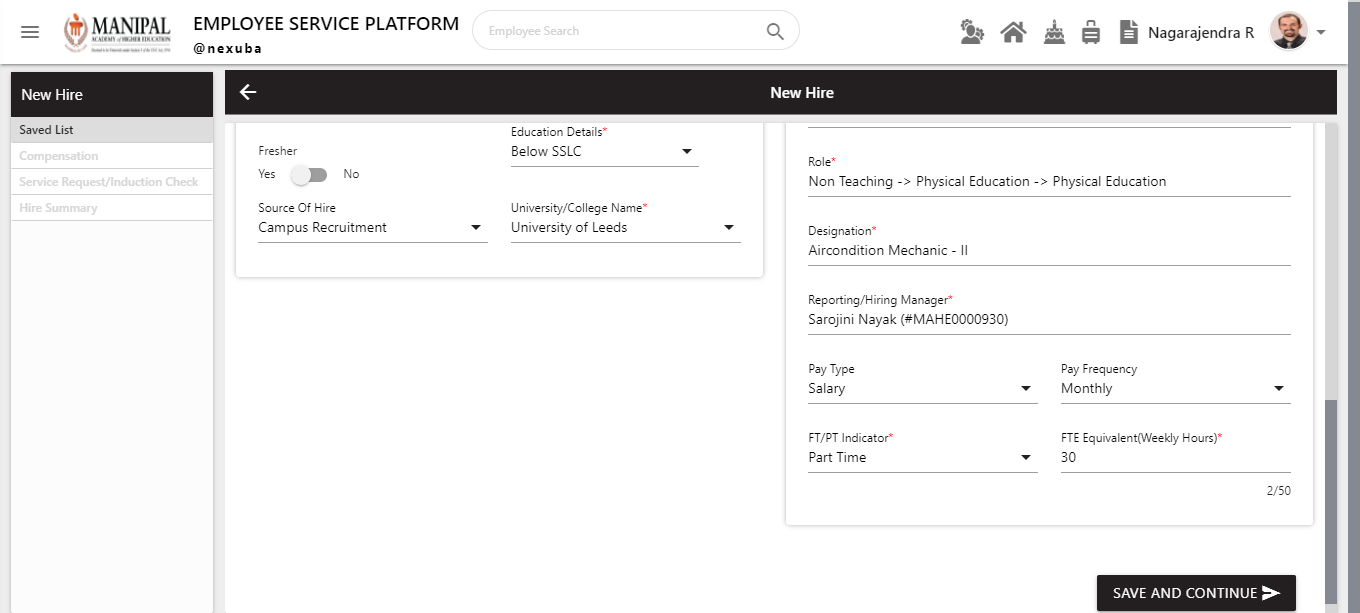 MANIPAL
ACADEMY of HIGHER EDUCATION
EMPLOYEE SERVICE PLATFORM
@nexuba
Employee Search
Nagarajendra R
New Hire
Saved List
Compensation
Service Request/Induction Check
Hire Summary
New Hire
Fresher
Yes No
Education Details*
Below SSLC
Source Of Hire
Campus Recruitment
University/College Name*
University of Leeds
Role*
Non Teaching -> Physical Education -> Physical Education
Designation*
Aircondition Mechanic - II
Reporting/Hiring Manager*
Sarojini Nayak (#MAHE0000930)
Pay Type
Salary
Pay Frequency
Monthly
FT/PT Indicator*
Part Time
FTE Equivalent(Weekly Hours)*
30
2/50
SAVE AND CONTINUE